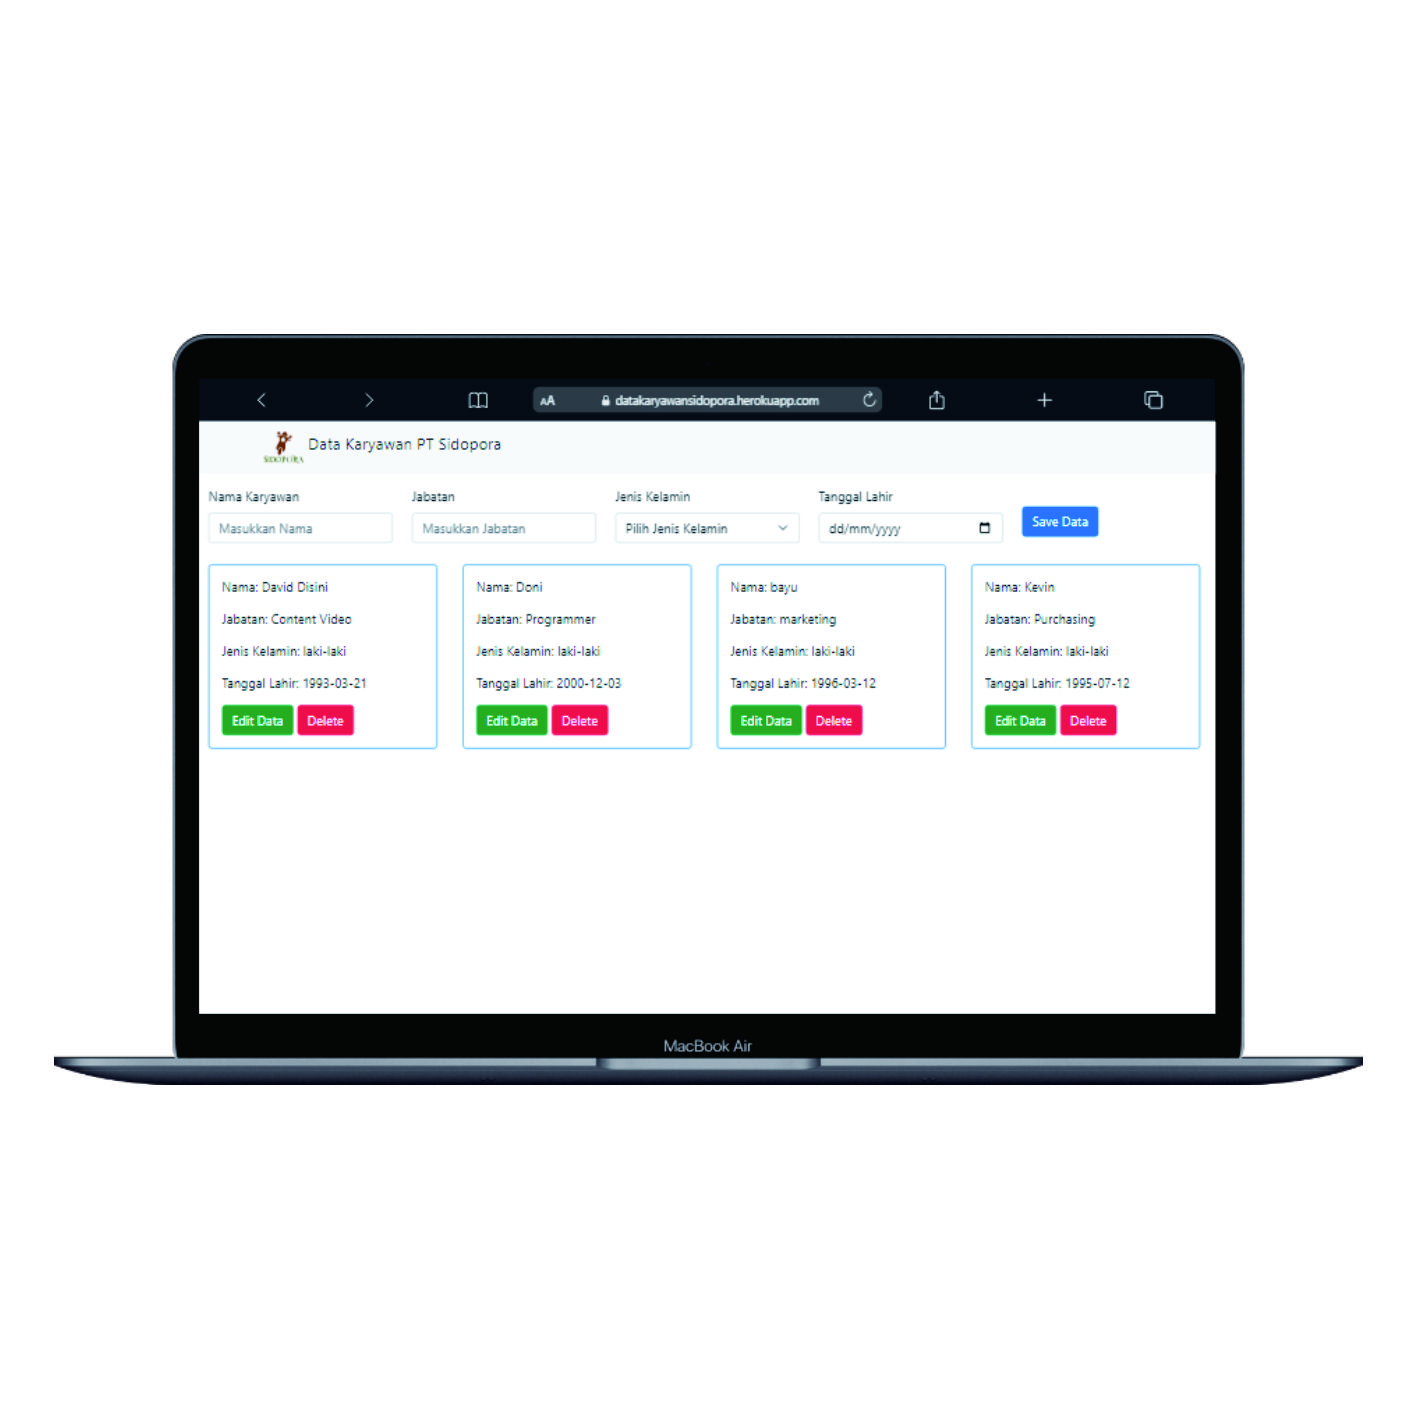 AA datakaryawansidopora.herokuapp.com
SIDOPORA Data Karyawan PT Sidopora
Nama Karyawan Jabatan Jenis Kelamin Tanggal Lahir
Masukkan Nama Masukkan Jabatan Pilih Jenis Kelamin dd/mm/yyyy Save Data
Nama: David Disini
Jabatan: Content Video
Jenis Kelamin: laki-laki
Tanggal Lahir: 1993-03-21
Edit Data Delete
Nama: Doni
Jabatan: Programmer
Jenis Kelamin: laki-laki
Tanggal Lahir: 2000-12-03
Edit Data Delete
Nama: bayu
Jabatan: marketing
Jenis Kelamin: laki-laki
Tanggal Lahir: 1996-03-12
Edit Data Delete
Nama: Kevin
Jabatan: Purchasing
Jenis Kelamin: laki-laki
Tanggal Lahir: 1995-07-12
Edit Data Delete
MacBook Air